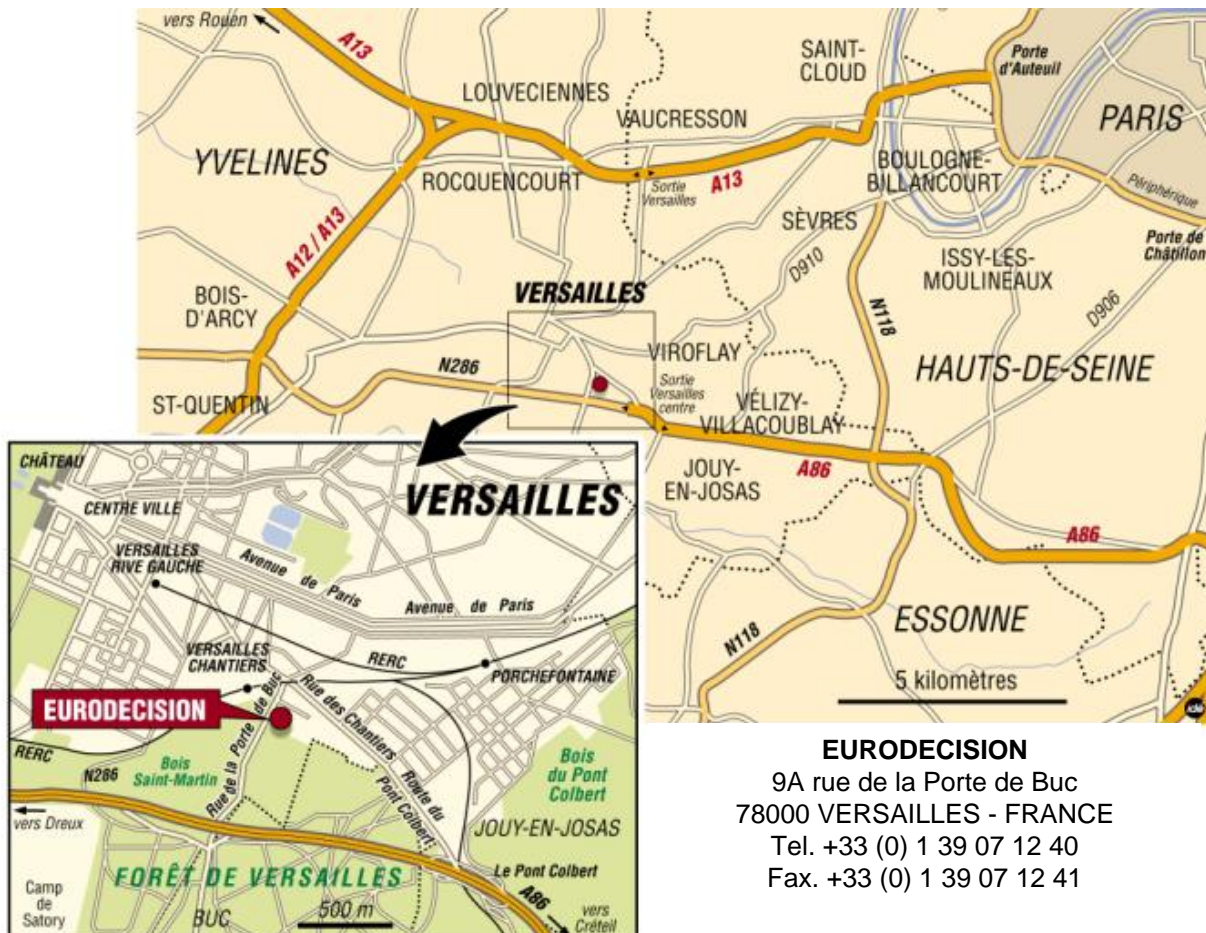 vers Rouen
A13
LOUVECIENNES
VAUCRESSON
SAINT-
CLOUD
Porte
d'Auteuil
PARIS
YVELINES
ROCQUENCOURT
Sortie
Versailles
A13
BOULOGNE-
BILLANCOURT
Périphérique
SÈVRES
Porte de
Châtillon
A12 / A13
D910
ISSY-LES-
MOULINEAUX
BOIS-
D'ARCY
VERSAILLES
N118
D906
VIROFLAY
HAUTS-DE-SEINE
N286
Sortie
Versailles
centre
ST-QUENTIN
VÉLIZY-
VILLACOUBLAY
A86
JOUY-
EN-JOSAS
A86
ESSONNE
N118
5 kilomètres
CHÂTEAU
VERSAILLES
CENTRE VILLE
VERSAILLES
RIVE GAUCHE
Avenue de Paris
Avenue de Paris
VERSAILLES
CHANTIERS
RERC
PORCHEFONTAINE
EURODECISION
Rue de la Porte de Buc
Rue des Chantiers
RERC
N286
Bois
Saint-Martin
Route du
Pont Colbert
Bois
du Pont
Colbert
vers Dreux
JOUY-EN-JOSAS
FORÊT DE VERSAILLES
Le Pont Colbert
Camp
de
Satory
BUC
500 m
A86
vers
Créteil
EURODECISION
9A rue de la Porte de Buc
78000 VERSAILLES - FRANCE
Tel. +33 (0) 1 39 07 12 40
Fax. +33 (0) 1 39 07 12 41